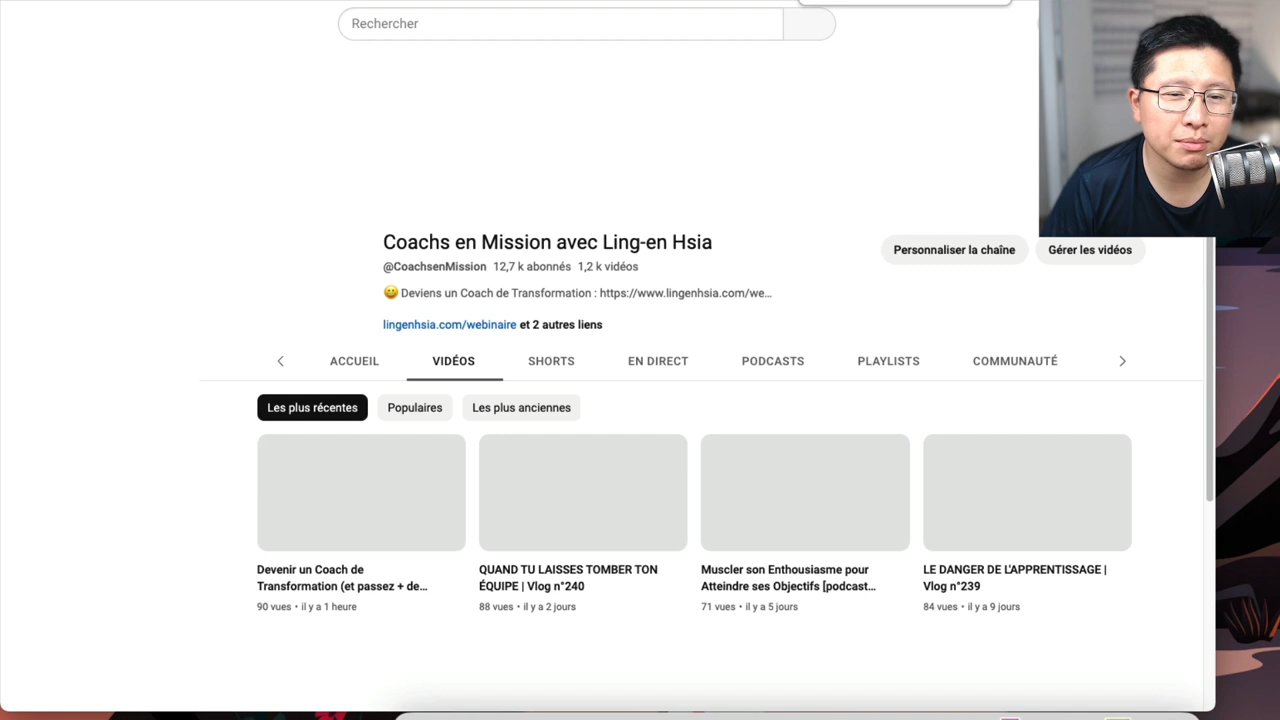 Rechercher
Coachs en Mission avec Ling-en Hsia
@CoachsenMission 12,7 k abonnés 1,2 k vidéos
Personnaliser la chaîne
Gérer les vidéos
😀 Deviens un Coach de Transformation : https://www.lingenhsia.com/we...
lingenhsia.com/webinaire et 2 autres liens
ACCUEIL
VIDÉOS
SHORTS
EN DIRECT
PODCASTS
PLAYLISTS
COMMUNAUTÉ
Les plus récentes
Populaires
Les plus anciennes
Devenir un Coach de
Transformation (et passez + de...
90 vues • il y a 1 heure
QUAND TU LAISSES TOMBER TON
ÉQUIPE | Vlog n°240
88 vues • il y a 2 jours
Muscler son Enthousiasme pour
Atteindre ses Objectifs [podcast...
71 vues • il y a 5 jours
LE DANGER DE L'APPRENTISSAGE |
Vlog n°239
84 vues • il y a 9 jours